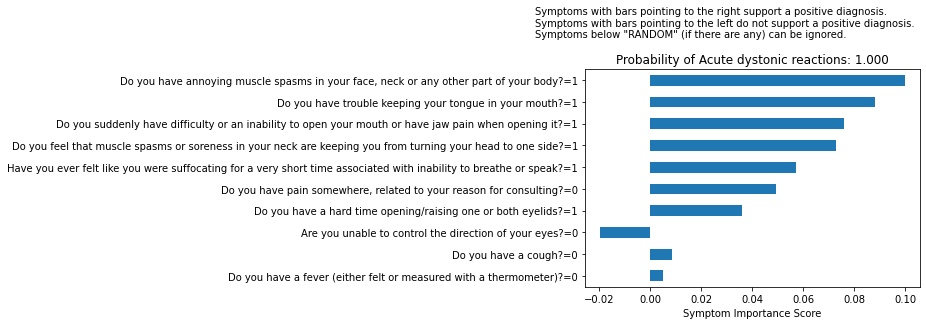 Symptoms with bars pointing to the right support a positive diagnosis.
Symptoms with bars pointing to the left do not support a positive diagnosis.
Symptoms below "RANDOM" (if there are any) can be ignored.
Probability of Acute dystonic reactions: 1.000
Do you have annoying muscle spasms in your face, neck or any other part of your body?=1
Do you have trouble keeping your tongue in your mouth?=1
Do you suddenly have difficulty or an inability to open your mouth or have jaw pain when opening it?=1
Do you feel that muscle spasms or soreness in your neck are keeping you from turning your head to one side?=1
Have you ever felt like you were suffocating for a very short time associated with inability to breathe or speak?=1
Do you have pain somewhere, related to your reason for consulting?=0
Do you have a hard time opening/raising one or both eyelids?=1
Are you unable to control the direction of your eyes?=0
Do you have a cough?=0
Do you have a fever (either felt or measured with a thermometer)?=0
−0.02 0.00 0.02 0.04 0.06 0.08 0.10
Symptom Importance Score